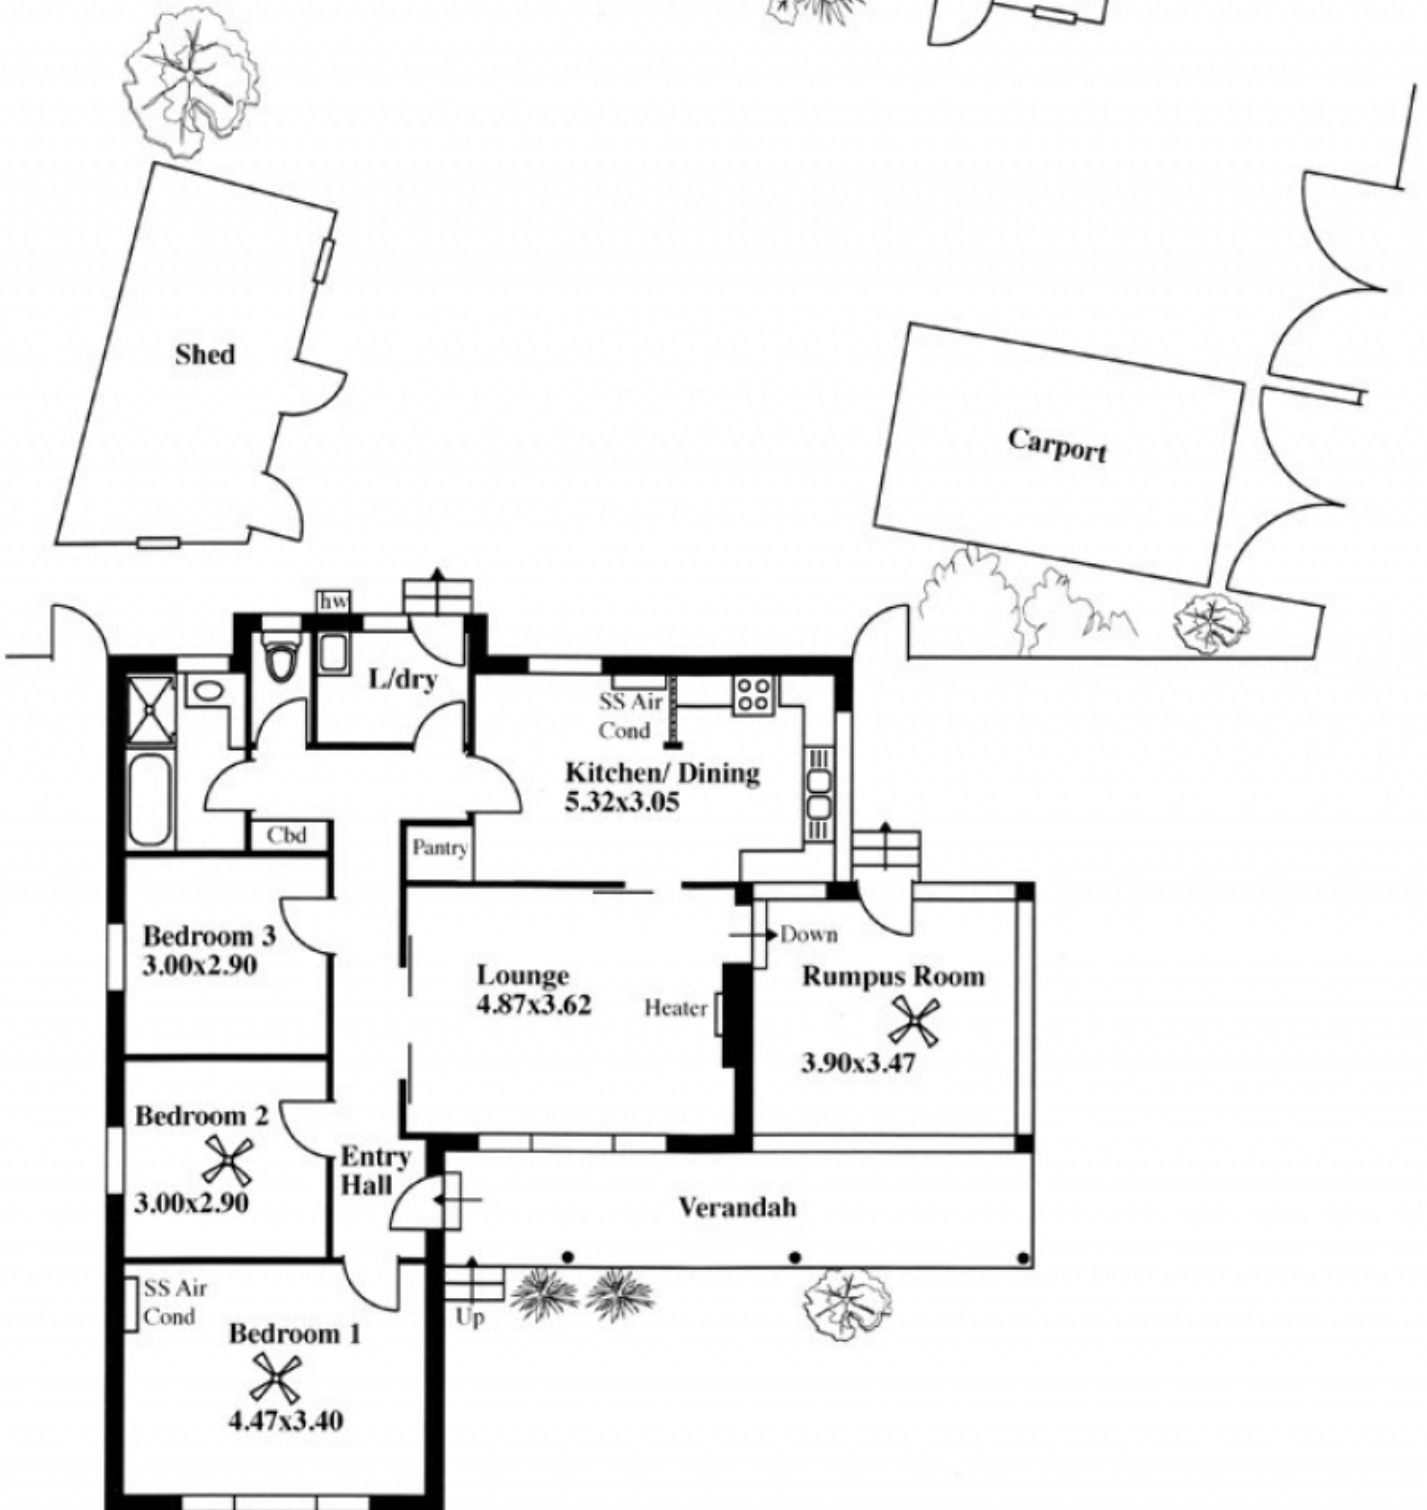 Shed
Carport
hw
L/dry
SS Air
Cond
Kitchen/ Dining
5.32x3.05
Cbd
Pantry
Bedroom 3
3.00x2.90
Lounge
4.87x3.62
Heater
Down
Rumpus Room
3.90x3.47
Bedroom 2
3.00x2.90
Entry
Hall
Verandah
SS Air
Cond
Up
Bedroom 1
4.47x3.40